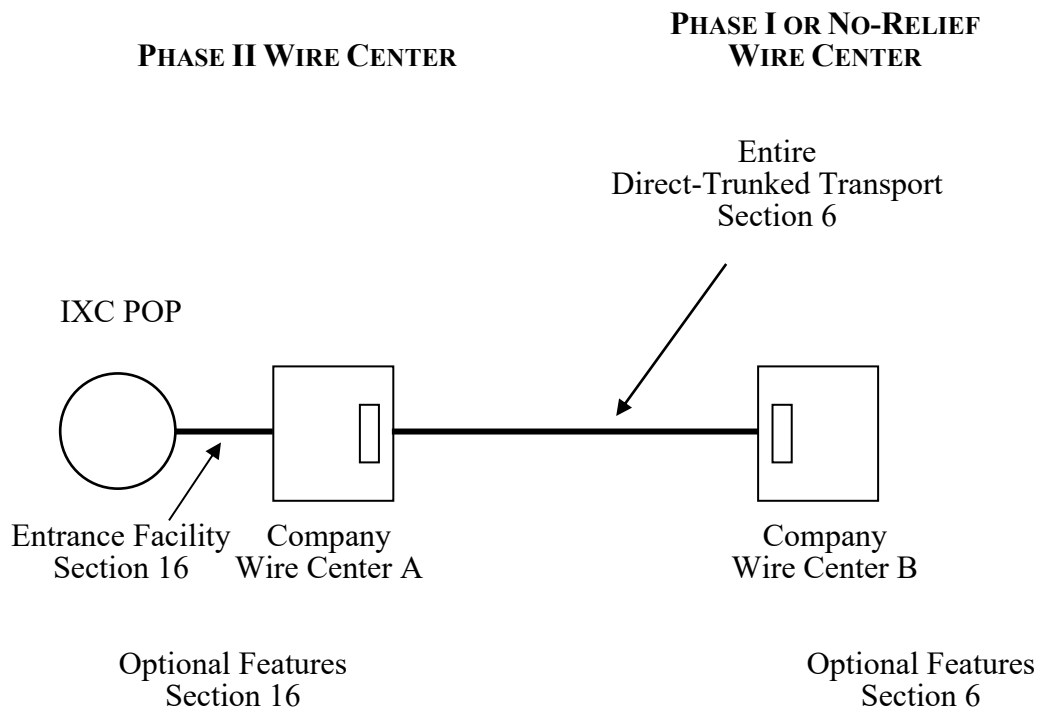 PHASE II WIRE CENTER
PHASE I OR NO-RELIEF
WIRE CENTER
Entire
Direct-Trunked Transport
Section 6
IXC POP
Entrance Facility
Section 16
Company
Wire Center A
Company
Wire Center B
Optional Features
Section 16
Optional Features
Section 6